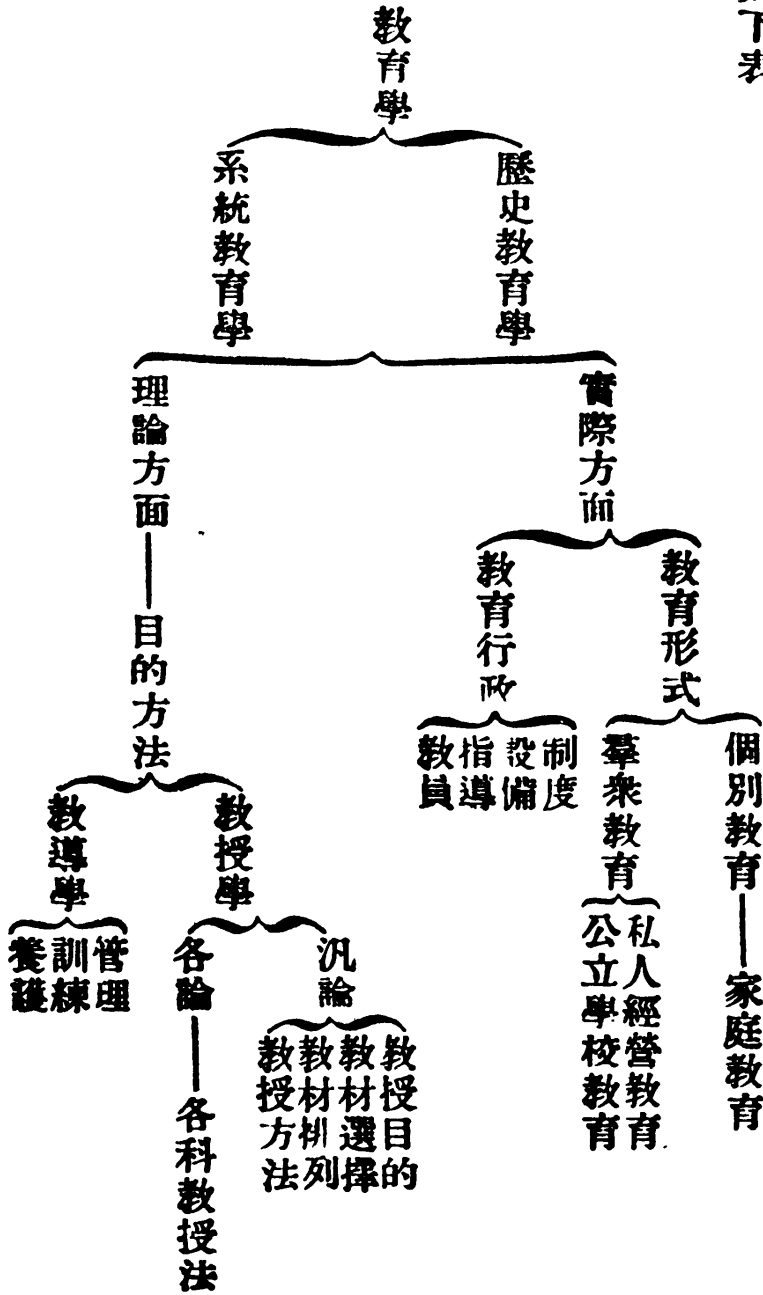 下表
教育學
歷史教育學
系統教育學
實際方面
理論方面
教育形式
教育行政
個別教育
家庭教育
羣衆教育
私人經營教育
公立學校教育
制度
設備
指導
教員
目的方法
教授學
教導學
汎論
教授目的
教材選擇
教材排列
教授方法
各論
各科教授法
管理
訓練
養護